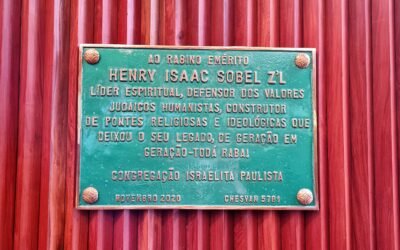 AO RABINO EMÉRITO
HENRY ISAAC SOBEL Z'L
LÍDER ESPIRITUAL, DEFENSOR DOS VALORES
JUDAICOS HUMANISTAS, CONSTRUTOR
DE PONTES RELIGIOSAS E IDEOLÓGICAS QUE
DEIXOU O SEU LEGADO, DE GERAÇÃO EM
GERAÇÃO-TODÁ RABÁ!
CONGREGAÇÃO ISRAELITA PAULISTA
NOVEMBRO 2020 CHESVAN 5781